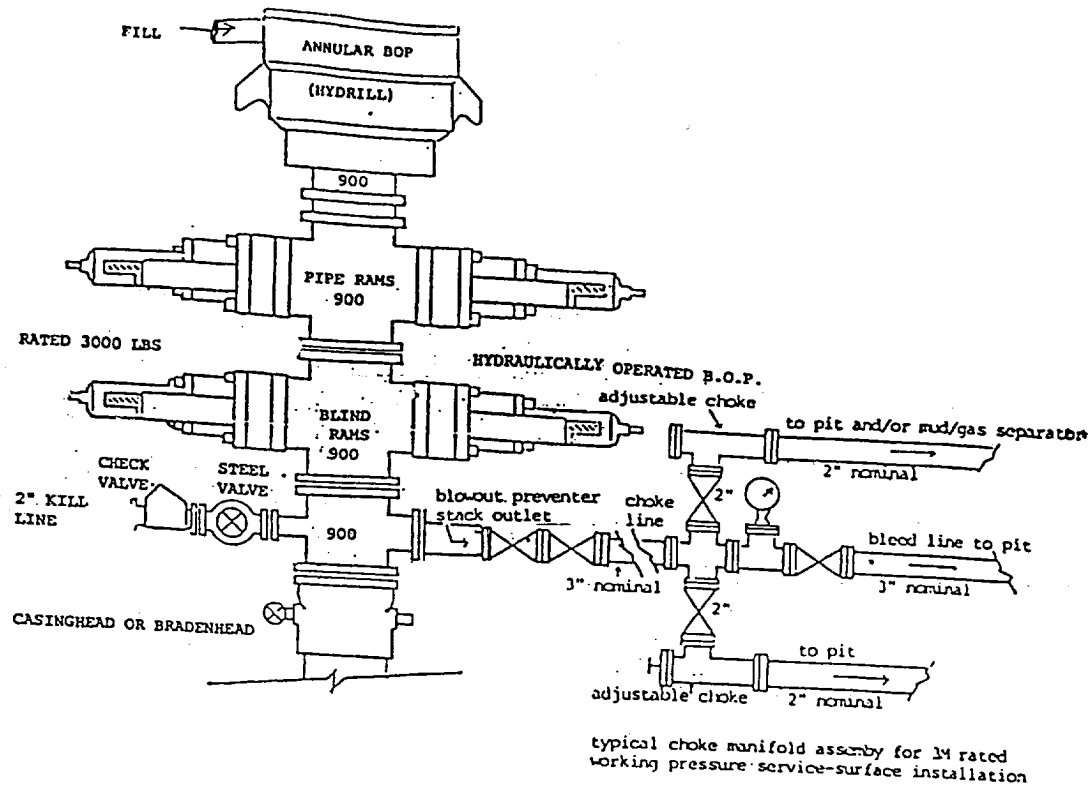 FILL
ANNULAR BOP
(HYDRILL)
900
PIPE RAMS
900
RATED 3000 LBS
HYDRAULICALLY OPERATED B.O.P.
adjustable choke
to pit and/or mud/gas separator
2" nominal
BLIND
RAMS
900
CHECK
VALVE
STEEL
VALVE
2" KILL
LINE
900
blowout preventer
stack outlet
choke
line
2"
bleed line to pit
3" nominal
3" nominal
2"
CASINGHEAD OR BRADENHEAD
to pit
adjustable choke
2" nominal
typical choke manifold assemby for 3M rated
working pressure service-surface installation